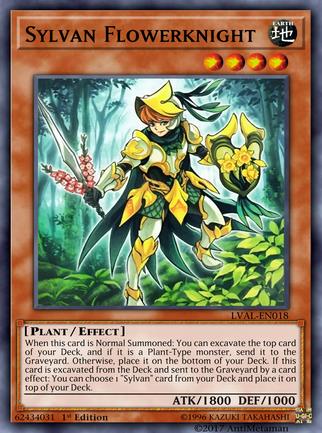 SYLVAN FLOWERKNIGHT
EARTH
地
LVAL-EN018
[PLANT / EFFECT]
When this card is Normal Summoned: You can excavate the top card
of your Deck, and if it is a Plant-Type monster, send it to the
Graveyard. Otherwise, place it on the bottom of your Deck. If this
card is excavated from the Deck and sent to the Graveyard by a card
effect: You can choose 1 "Sylvan" card from your Deck and place it on
top of your Deck.
ATK/1800 DEF/1000
62434031 1st Edition ©1996 KAZUKI TAKAHASHI
©2017 AntiMetaman